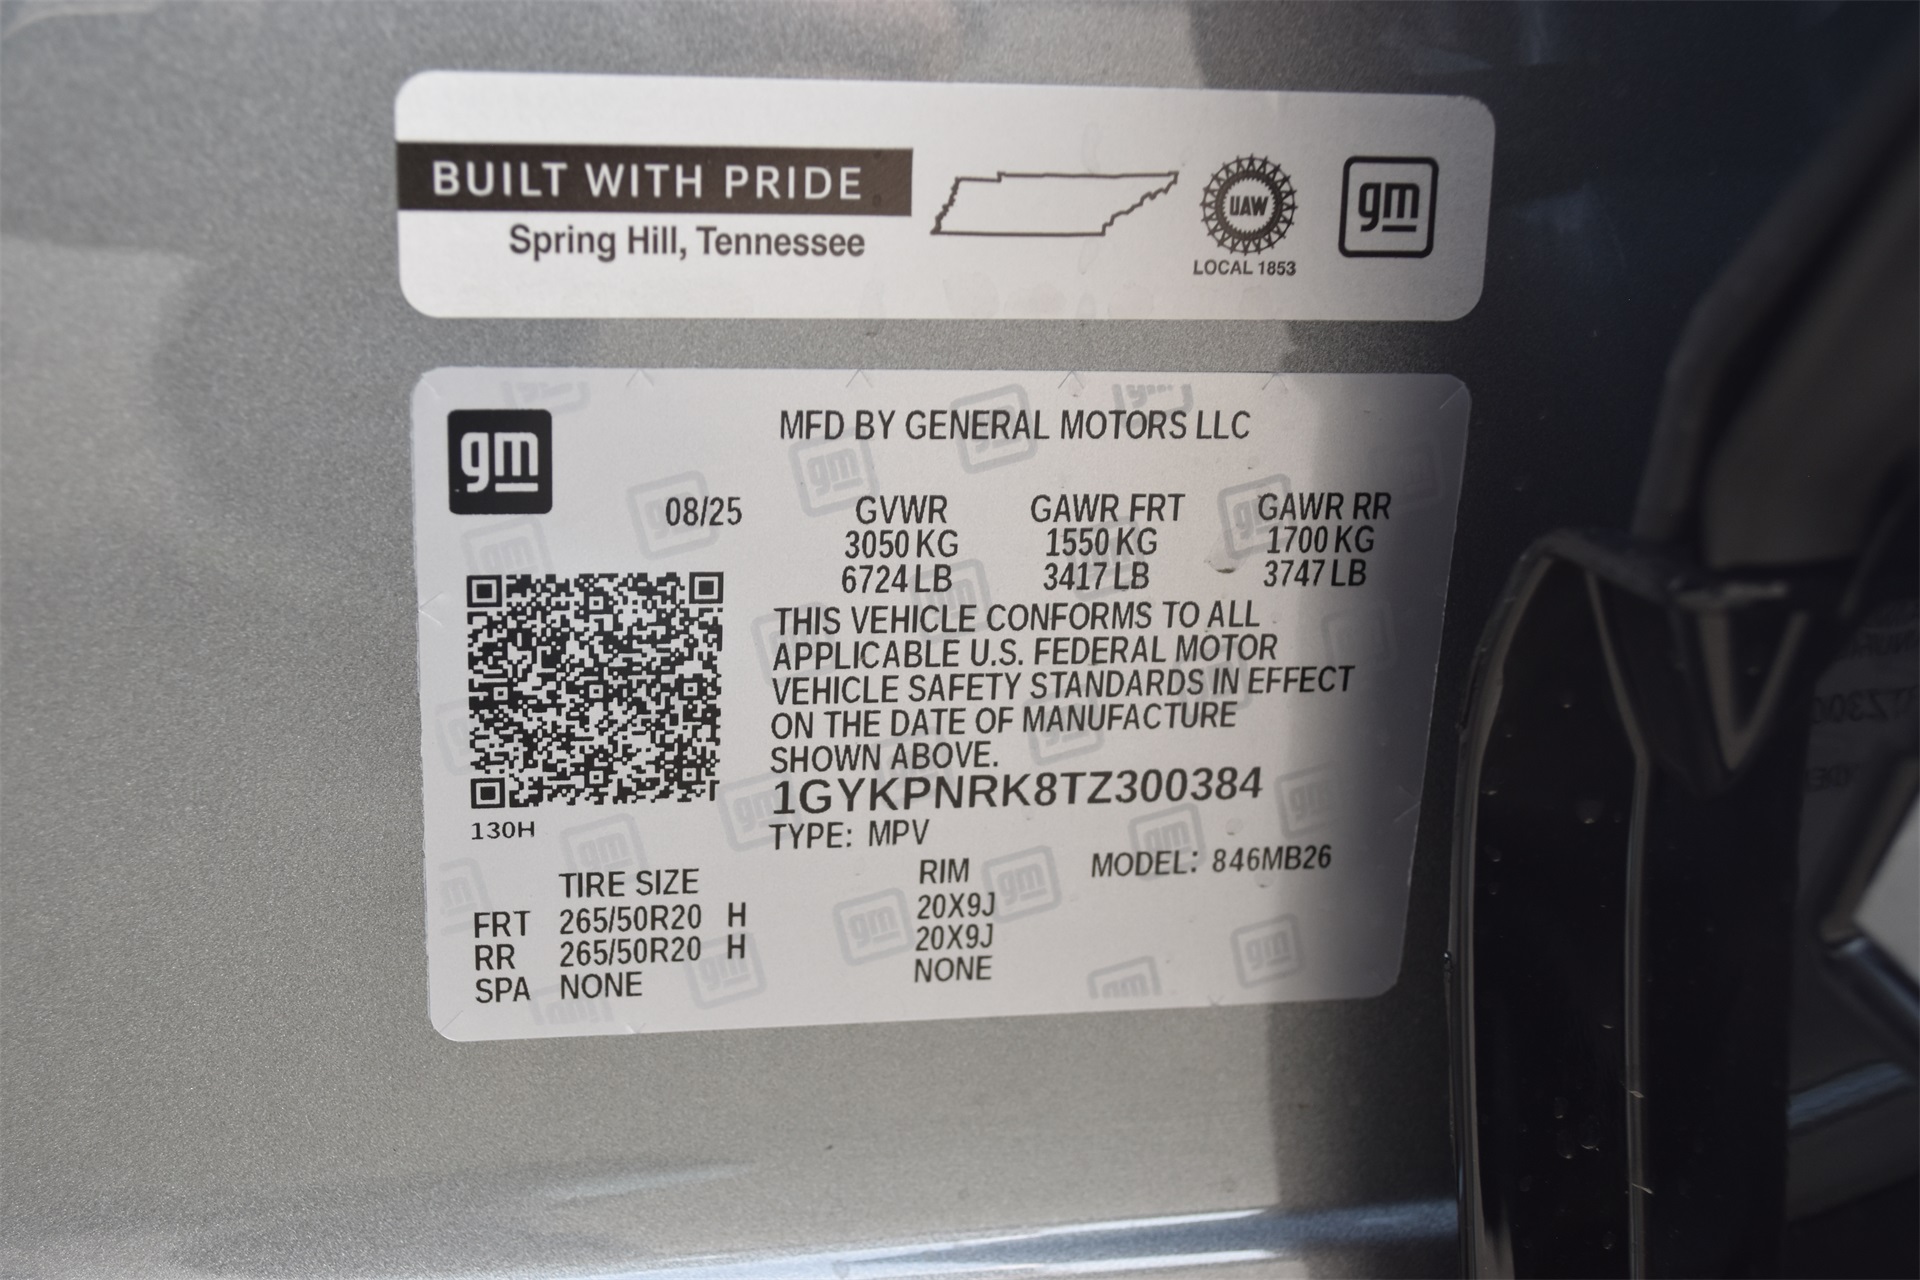 BUILT WITH PRIDE
Spring Hill, Tennessee
UAW
LOCAL 1853
gm
gm
MFD BY GENERAL MOTORS LLC
08/25 GVWR GAWR FRT GAWR RR
3050 KG 1550 KG 1700 KG
6724 LB 3417 LB 3747 LB
THIS VEHICLE CONFORMS TO ALL
APPLICABLE U.S. FEDERAL MOTOR
VEHICLE SAFETY STANDARDS IN EFFECT
ON THE DATE OF MANUFACTURE
SHOWN ABOVE.
1GYKPNRK8TZ300384
130H
TYPE: MPV
MODEL: 846MB26
TIRE SIZE RIM
FRT 265/50R20 H 20X9J
RR 265/50R20 H 20X9J
SPA NONE NONE